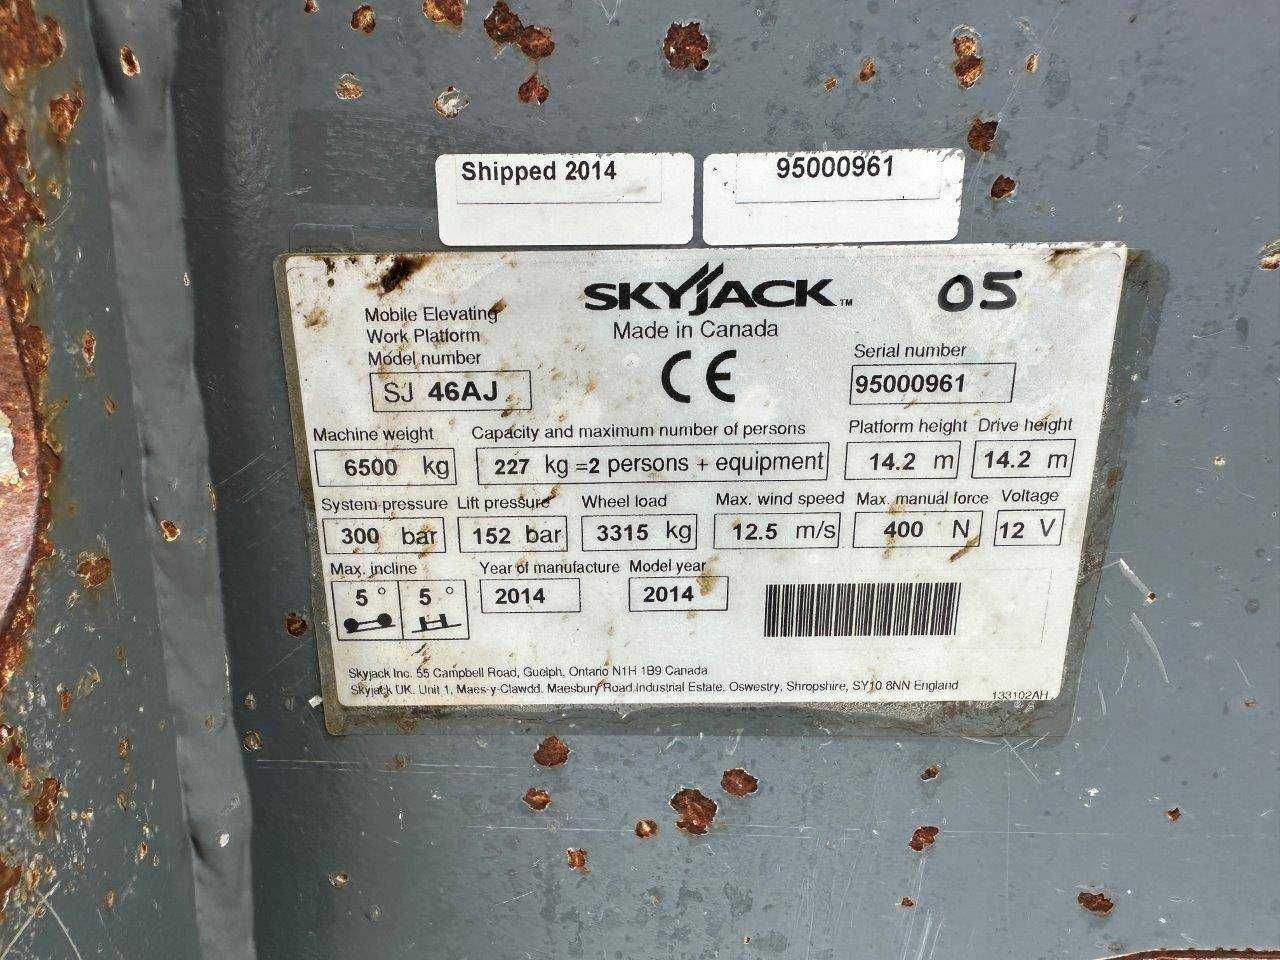 Shipped 2014
95000961
SKYJACK™
05
Mobile Elevating
Work Platform
Made in Canada
Model number
SJ 46AJ
CE
Serial number
95000961
Machine weight
6500 kg
Capacity and maximum number of persons
227 kg =2 persons + equipment
Platform height
14.2 m
Drive height
14.2 m
System pressure
300 bar
Lift pressure
152 bar
Wheel load
3315 kg
Max. wind speed
12.5 m/s
Max. manual force
400 N
Voltage
12 V
Max. incline
5 °
5 °
Year of manufacture
2014
Model year
2014
Skyjack Inc. 55 Campbell Road, Guelph, Ontario N1H 1B9 Canada
Skyjack UK. Unit 1, Maes-y-Clawdd. Maesbury Road Industrial Estate, Oswestry, Shropshire, SY10 8NN England
133102AH